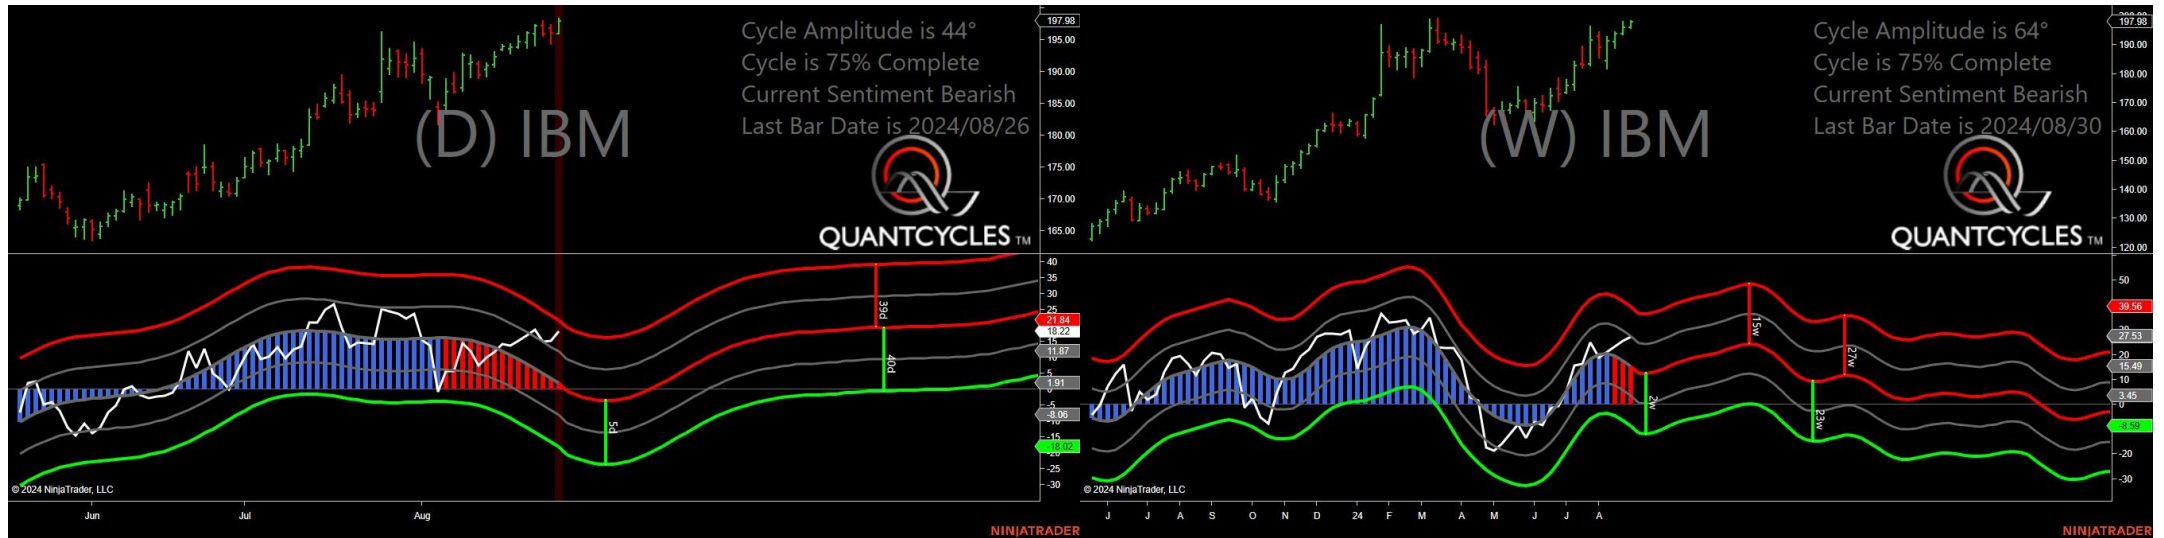 Cycle Amplitude is 44°
Cycle is 75% Complete
Current Sentiment Bearish
Last Bar Date is 2024/08/26
(D) IBM
QUANTCYCLES TM
197.98
195.00
190.00
185.00
180.00
175.00
170.00
165.00
40
35
30
25
21.84
18.22
15
11.87
5
1.91
-5
-8.06
-15
-18.02
-25
-30
39d
40d
5d
© 2024 NinjaTrader, LLC
Jun Jul Aug
NINJATRADER
Cycle Amplitude is 64°
Cycle is 75% Complete
Current Sentiment Bearish
Last Bar Date is 2024/08/30
(W) IBM
QUANTCYCLES TM
197.98
190.00
180.00
170.00
160.00
150.00
140.00
130.00
120.00
50
39.56
27.53
20
15.49
10
3.45
0
-8.59
-20
-30
15w
27w
2w
23w
© 2024 NinjaTrader, LLC
J J A S O N D 24 F M A M J J A
NINJATRADER